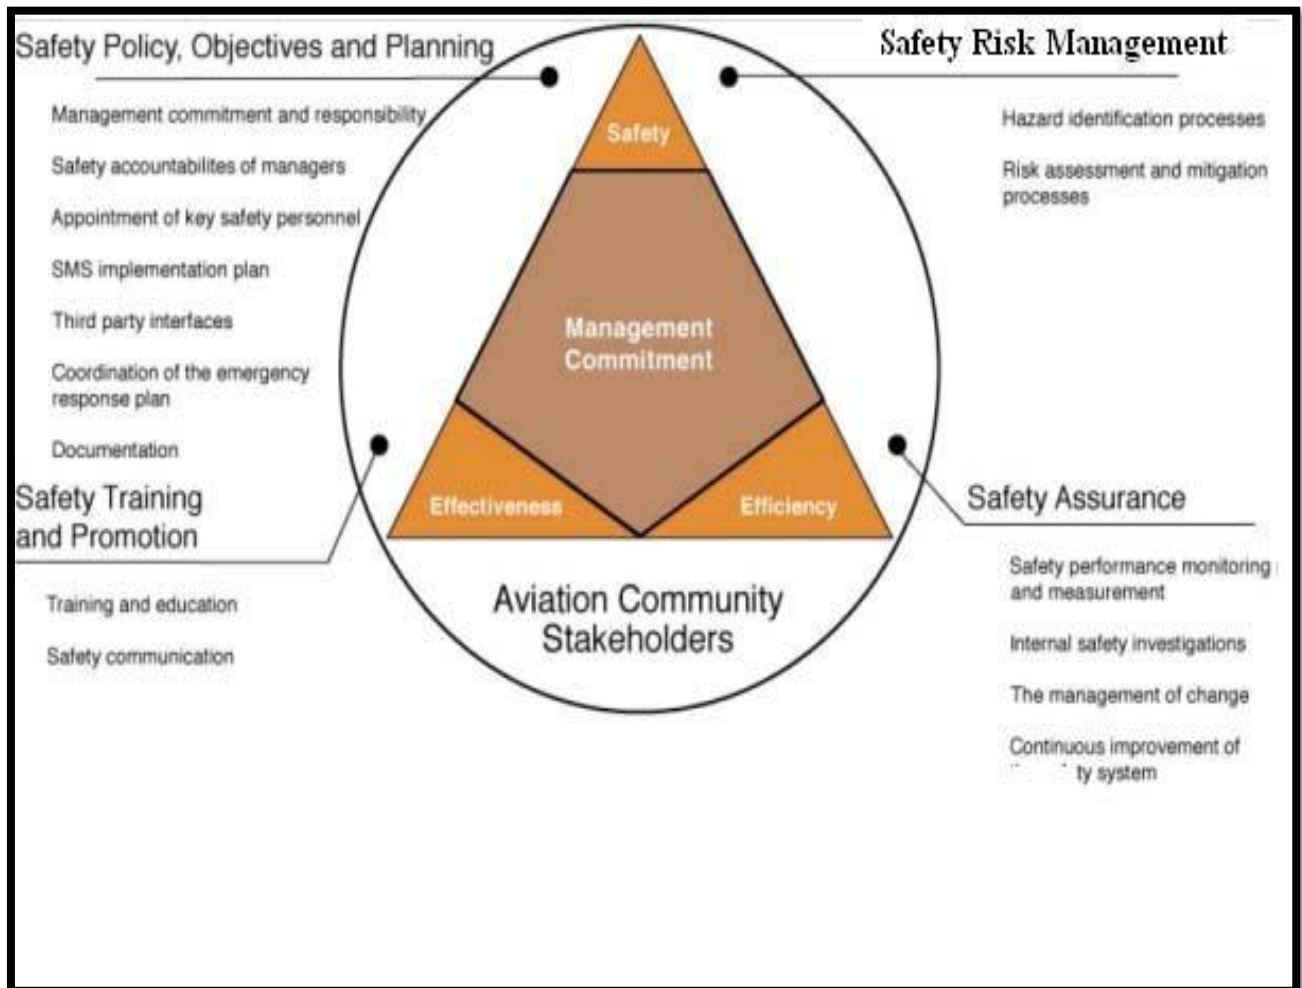 Safety Policy, Objectives and Planning
Management commitment and responsibility
Safety accountabilites of managers
Appointment of key safety personnel
SMS implementation plan
Third party interfaces
Coordination of the emergency
response plan
Documentation
Safety Training
and Promotion
Training and education
Safety communication
Safety
Management
Commitment
Effectiveness
Efficiency
Aviation Community
Stakeholders
Safety Risk Management
Hazard identification processes
Risk assessment and mitigation
processes
Safety Assurance
Safety performance monitoring
and measurement
Internal safety investigations
The management of change
Continuous improvement of
system